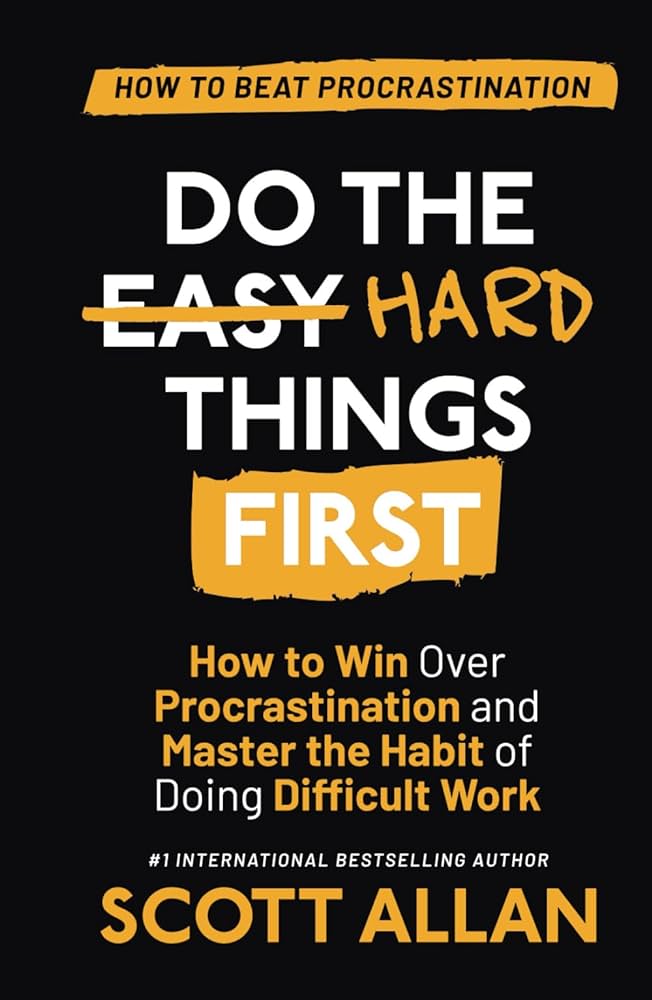 HOW TO BEAT PROCRASTINATION
DO THE
EASY HARD
THINGS
FIRST
How to Win Over
Procrastination and
Master the Habit of
Doing Difficult Work
#1 INTERNATIONAL BESTSELLING AUTHOR
SCOTT ALLAN